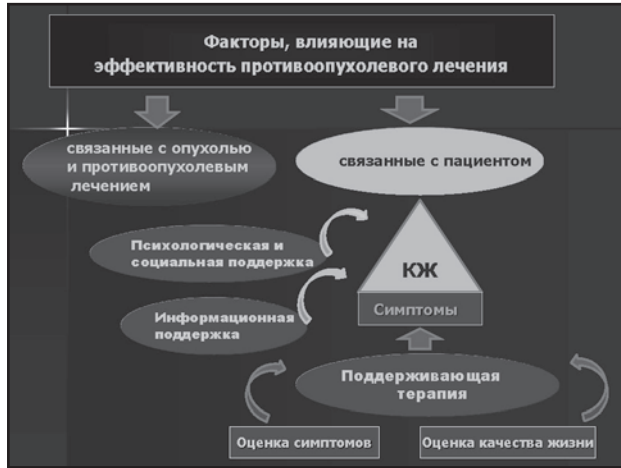 Факторы, влияющие на
эффективность противоопухолевого лечения
связанные с опухолью
и противоопухолевым
лечением
связанные с пациентом
Психологическая и
социальная поддержка
КЖ
Симптомы
Информационная
поддержка
Поддерживающая
терапия
Оценка симптомов
Оценка качества жизни